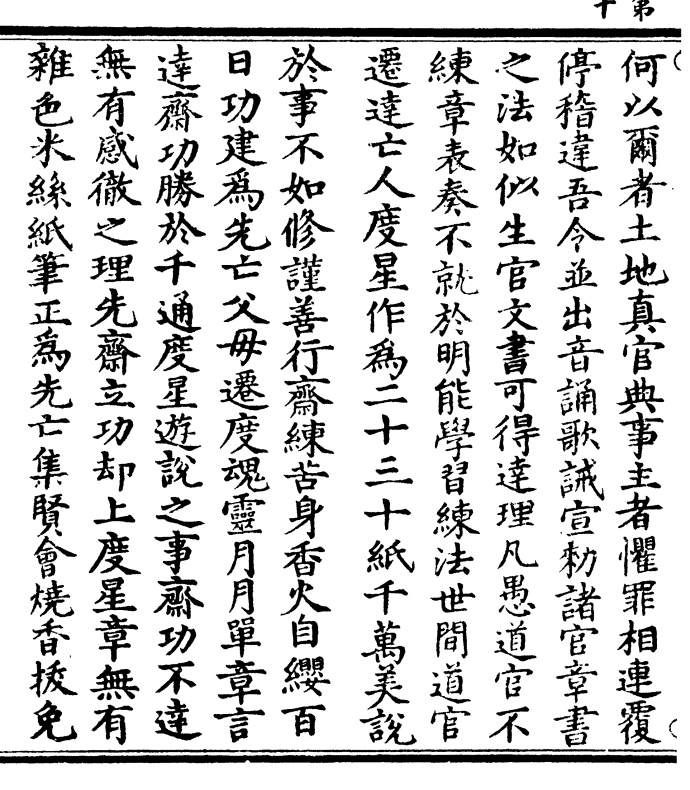 第十
何以爾者土地真官典事主者懼罪相連覆
停稽違吾今並出音誦歌誡宣勑諸官章書
之法如似生官文書可得達理凡愚道官不
練章表奏不就於明能學習練法世間道官
遷達亡人度星作為二十三十紙千萬美說
於事不如修謹善行齋練苦身香火自纓百
日功建為先亡父母遷度魂靈月月單章言
達齋功勝於千通度星遊說之事齋功不達
無有感徹之理先齋立功却上度星章無有
雜色米絲紙筆正為先亡集賢會燒香拔免